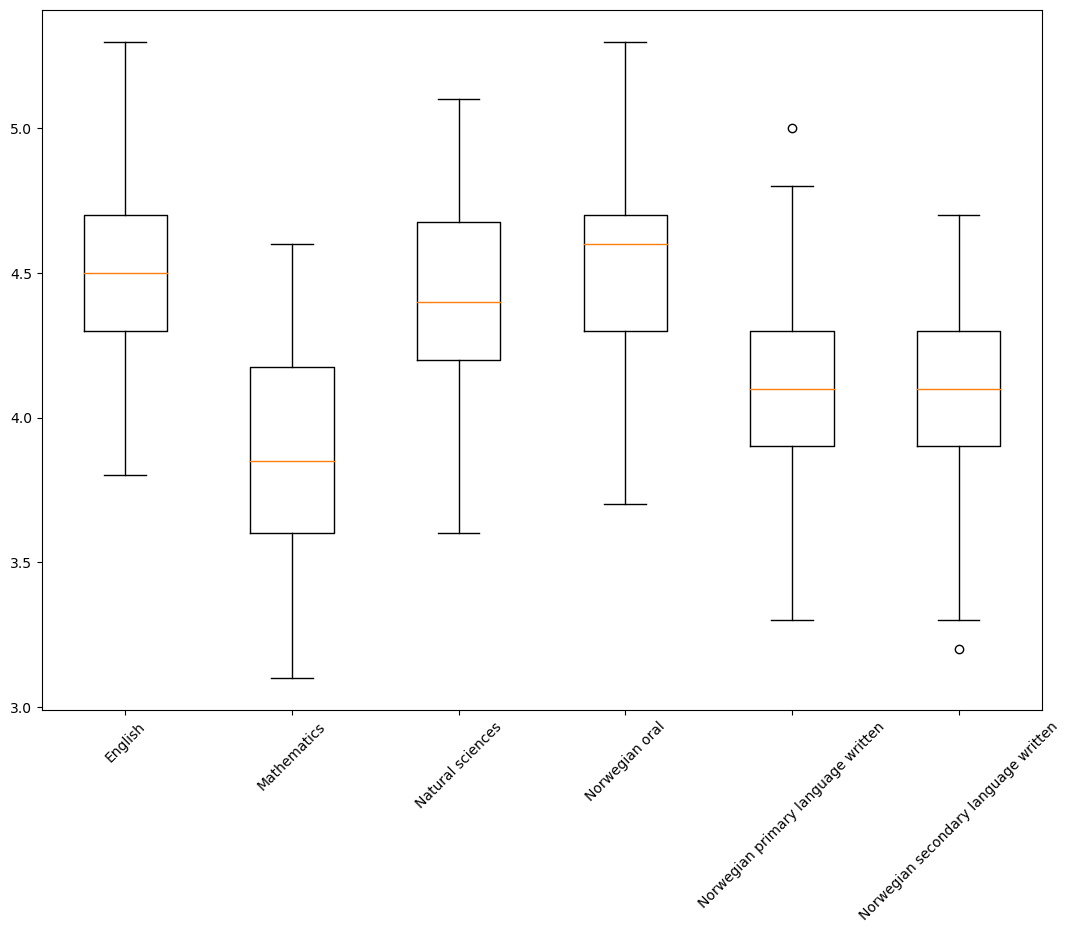 5.0
4.5
4.0
3.5
3.0
English
Mathematics
Natural sciences
Norwegian oral
Norwegian primary language written
Norwegian secondary language written